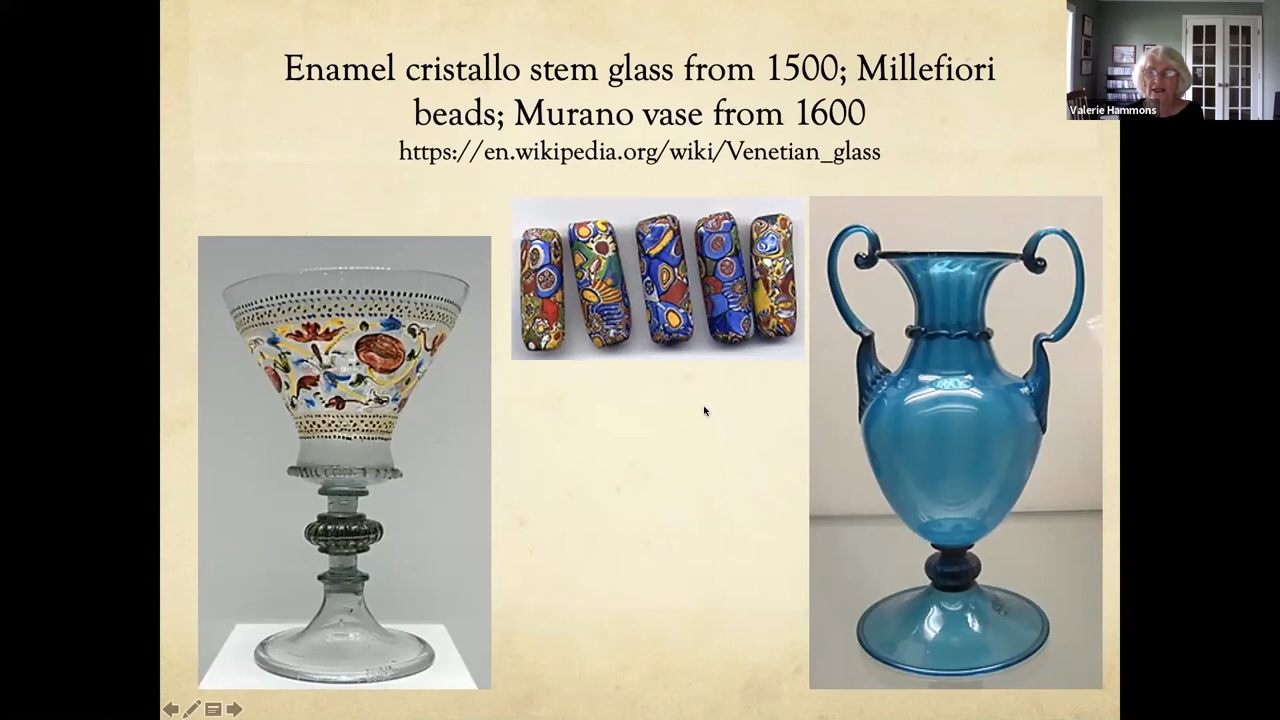 Enamel cristallo stem glass from 1500; Millefiori
beads; Murano vase from 1600
https://en.wikipedia.org/wiki/Venetian_glass
Valerie Hammons